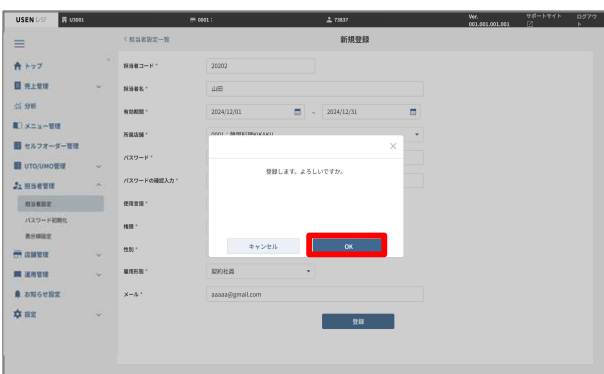 USEN レジ
U3001
0001 :
73837
Ver.
001.001.001.001
サポートサイト
ログアウト
＜担当者設定一覧
新規登録
トップ
売上管理
分析
メニュー管理
セルフオーダー管理
UTO/UMO管理
担当者管理
担当者設定
パスワード初期化
表示順設定
店舗管理
運用管理
お知らせ設定
設定
担当者コード *
20202
担当者名 *
山田
有効期間 *
2024/12/01 ~ 2024/12/31
所属店舗 *
パスワード *
パスワードの確認入力 *
使用言語 *
権限 *
性別 *
雇用形態 *
契約社員
メール *
aaaaa@gmail.com
登録
登録します。よろしいですか。
キャンセル
OK